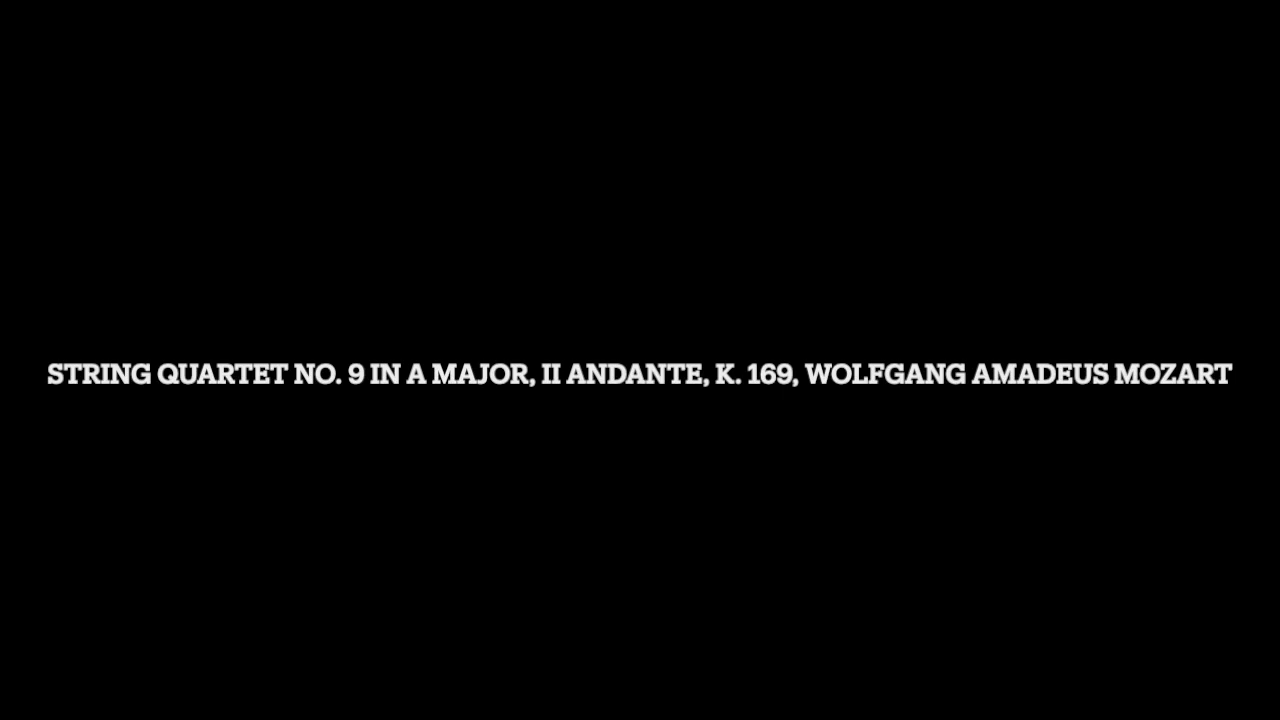 STRING QUARTET NO. 9 IN A MAJOR, II ANDANTE, K. 169, WOLFGANG AMADEUS MOZART